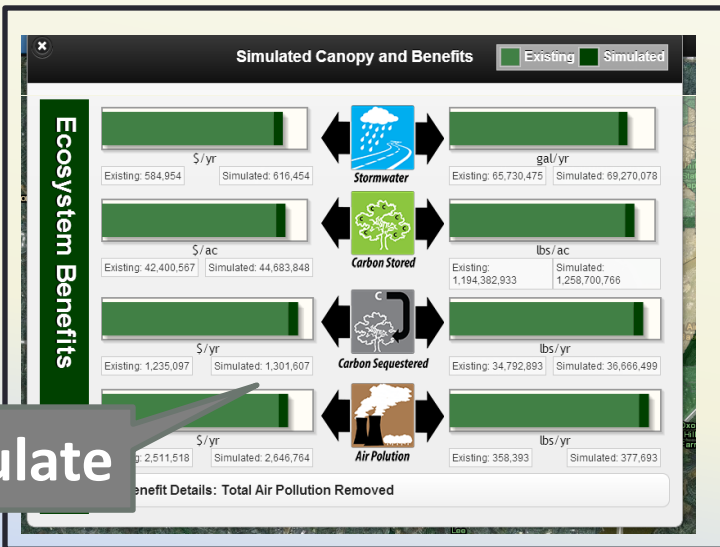 Simulated Canopy and Benefits
Existing Simulated
Ecosystem Benefits
$/yr
Existing: 584,954 Simulated: 616,454
Stormwater
gal/yr
Existing: 65,730,475 Simulated: 69,270,078
$/ac
Existing: 42,400,567 Simulated: 44,683,848
Carbon Stored
lbs/ac
Existing: 1,194,382,933 Simulated: 1,258,700,766
C
$/yr
Existing: 1,235,097 Simulated: 1,301,607
Carbon Sequestered
lbs/yr
Existing: 34,792,893 Simulated: 36,666,499
ulate
$/yr
g: 2,511,518 Simulated: 2,646,764
Air Polution
lbs/yr
Existing: 358,393 Simulated: 377,693
enefit Details: Total Air Pollution Removed